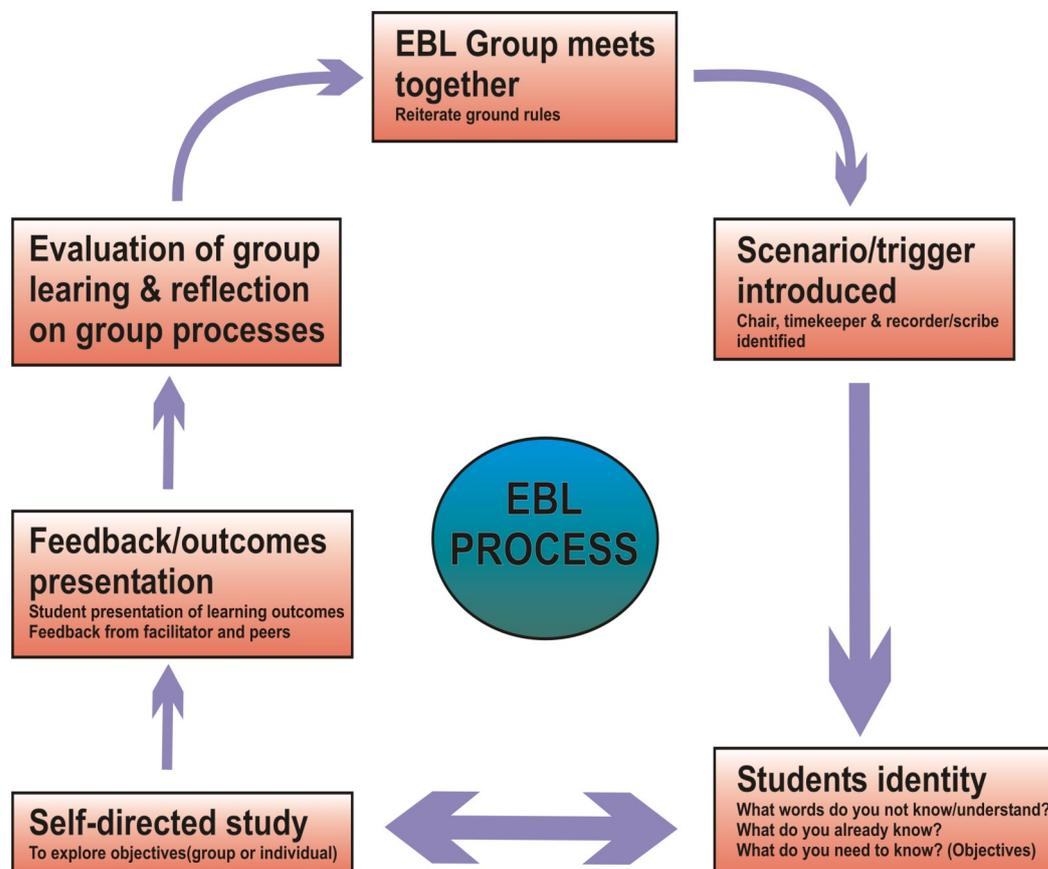 EBL Group meets
together
Reiterate ground rules
Scenario/trigger
introduced
Chair, timekeeper & recorder/scribe
identified
Students identity
What words do you not know/understand?
What do you already know?
What do you need to know? (Objectives)
Self-directed study
To explore objectives(group or individual)
Feedback/outcomes
presentation
Student presentation of learning outcomes
Feedback from facilitator and peers
Evaluation of group
learing & reflection
on group processes
EBL
PROCESS